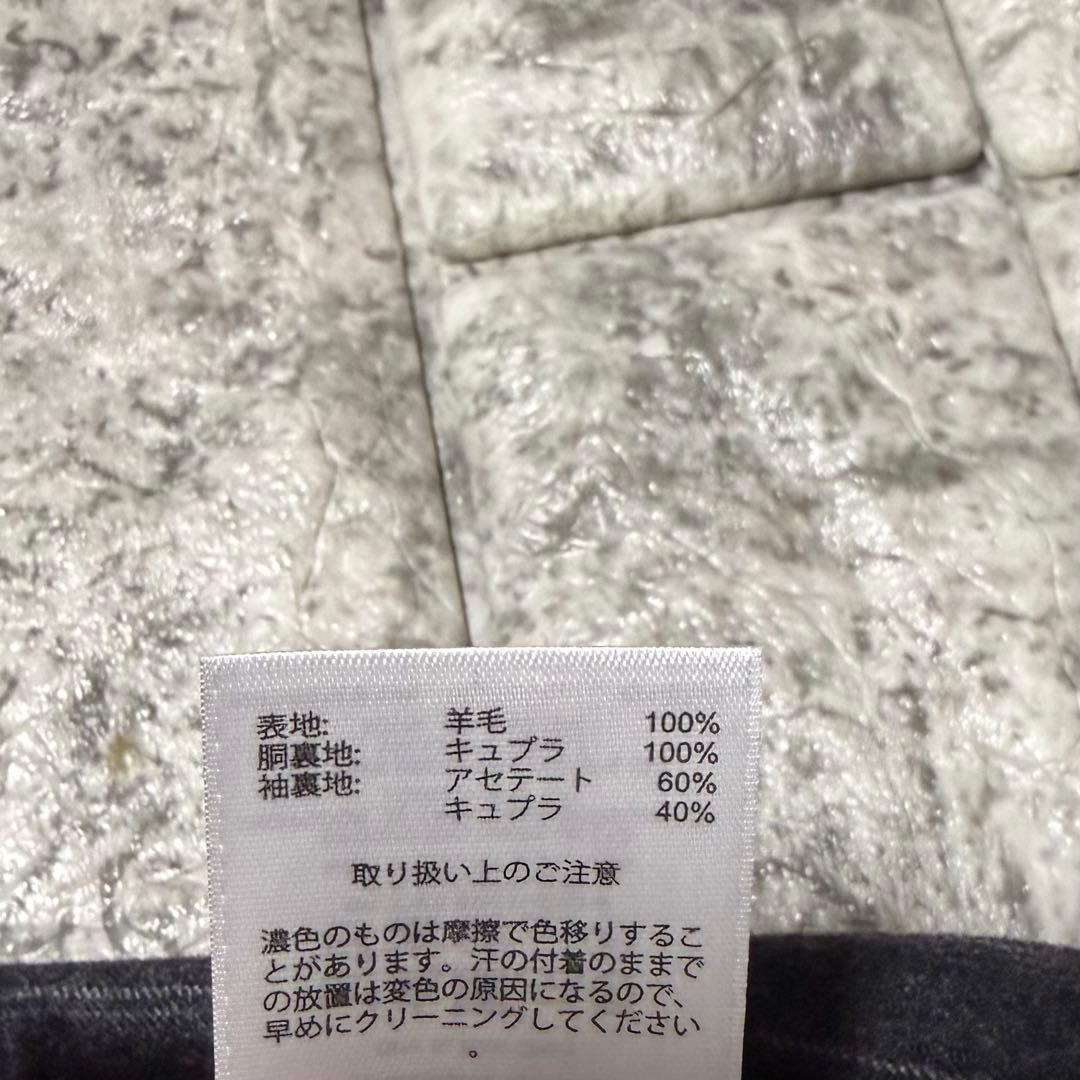 表地: 羊毛 100%
胴裏地: キュプラ 100%
袖裏地: アセテート 60%
キュプラ 40%
取り扱い上のご注意
濃色のものは摩擦で色移りするこ
とがあります。汗の付着のままで
の放置は変色の原因になるので、
早めにクリーニングしてください
。